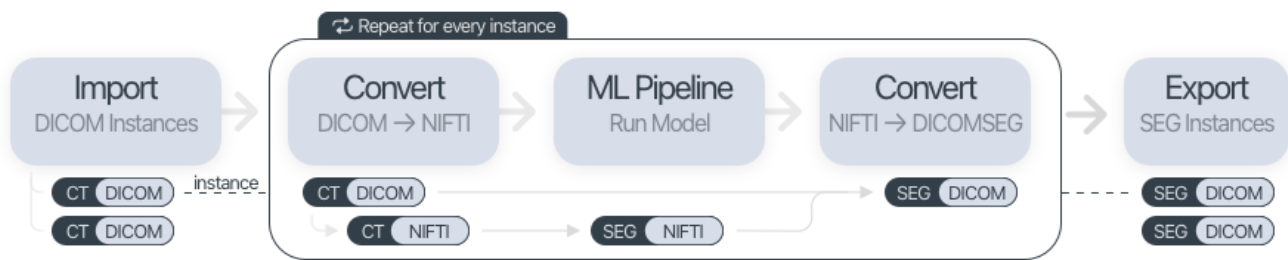 Repeat for every instance
Import
DICOM Instances
Convert
DICOM → NIFTI
ML Pipeline
Run Model
Convert
NIFTI → DICOMSEG
Export
SEG Instances
CT DICOM
instance
CT DICOM
SEG DICOM
SEG DICOM
CT DICOM
CT NIFTI
SEG NIFTI
SEG DICOM